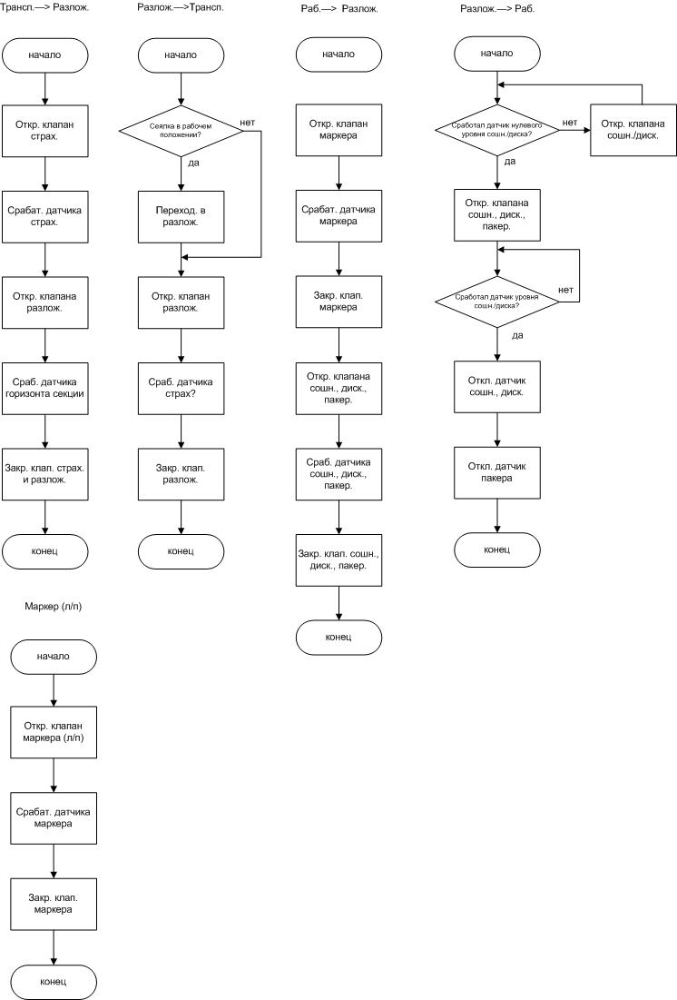 Трансп.—> Разлож.
начало
Откр. клапан
страх.
Срабат. датчика
страх.
Откр. клапана
разлож.
Сраб. датчика
горизонта секции
Закр. клап. страх.
и разлож.
конец
Разлож.—>Трансп.
начало
Сеялка в рабочем
положении?
нет
да
Переход. в
разлож.
Откр. клапан
разлож.
Сраб. датчика
страх?
Закр. клап.
разлож.
конец
Раб.—> Разлож.
начало
Откр. клапан
маркера
Срабат. датчика
маркера
Закр. клап.
маркера
Откр. клапана
сошн., диск.,
пакер.
Сраб. датчика
сошн., диск.,
пакер.
Закр. клап. сошн.,
диск., пакер.
конец
Разлож.—> Раб.
начало
Сработал датчик нулевого
уровня сошн./диска?
нет
Откр. клапана
сошн./диск.
да
Откр. клапана
сошн., диск.,
пакер.
Сработал датчик уровня
сошн./диска?
нет
да
Откл. датчик
сошн., диск.
Откл. датчик
пакера
конец
Маркер (л/п)
начало
Откр. клапан
маркера (л/п)
Срабат. датчика
маркера
Закр. клап.
маркера
конец